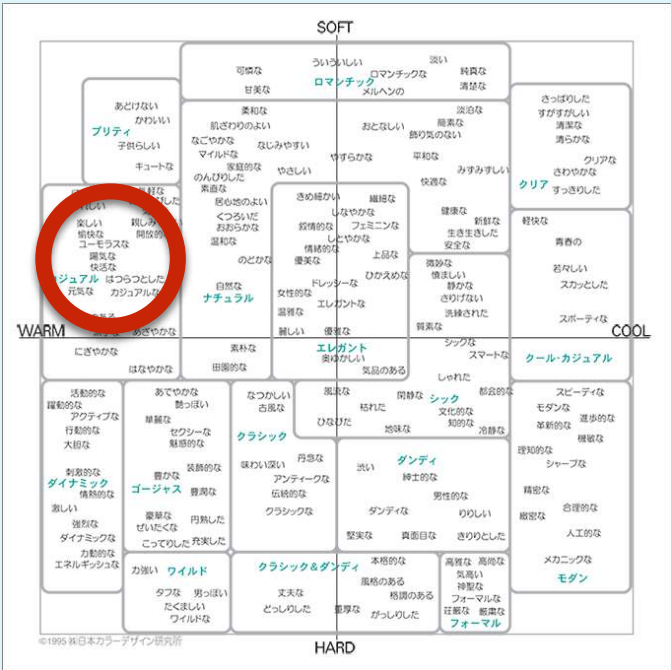 SOFT
可憐な
ういういしい
淡い
ロマンチック
ロマンチックな
純真な
甘美な
メルヘンの
清楚な
あどけない
かわいい
プリティ
子供らしい
キュートな
柔和な
肌ざわりのよい
なごやかな
なじみやすい
マイルドな
家庭的な
やさしい
のんびりした
素直な
居心地のよい
くつろいだ
おおらかな
温和な
のどかな
自然な
ナチュラル
素朴な
田園的な
おとなしい
淡泊な
簡素な
飾り気のない
やすらかな
平和な
みずみずしい
快適な
健康な
新鮮な
生き生きした
安全な
さっぱりした
すがすがしい
清潔な
清らかな
クリアな
さわやかな
クリア
すっきりした
楽しい
愉快な
ユーモラスな
開放的
陽気な
快活な
はつらつとした
元気な
カジュアルな
あざやかな
にぎやかな
はなやかな
きめ細かい
繊細な
しなやかな
叙情的な
フェミニンな
しとやかな
情緒的な
優美な
上品な
ひかえめな
ドレッシーな
女性的な
エレガントな
温雅な
麗しい
優雅な
エレガント
奥ゆかしい
気品のある
微妙な
慎ましい
静かな
さりげない
洗練された
質素な
シックな
スマートな
しゃれた
軽快な
青春の
若々しい
スカッとした
スポーティな
クール・カジュアル
WARM
COOL
活動的な
躍動的な
アクティブな
行動的な
大胆な
刺激的な
ダイナミック
情熱的な
激しい
強烈な
ダイナミックな
力動的な
エネルギッシュな
あでやかな
艶っぽい
華麗な
セクシーな
魅惑的な
装飾的な
豊かな
ゴージャス
豊潤な
豪華な
円熟した
ぜいたくな
こってりした
充実した
なつかしい
古風な
クラシック
味わい深い
丹念な
アンティークな
伝統的な
クラシックな
風流な
閑静な
シック
都会的な
枯れた
文化的な
知的な
ひなびた
地味な
冷静な
ダンディ
渋い
紳士的な
男性的な
ダンディな
りりしい
堅実な
真面目な
きりりとした
スピーディな
モダンな
進歩的な
革新的な
機敏な
理知的な
シャープな
精密な
合理的な
緻密な
人工的な
メカニックな
モダン
力強い
ワイルド
タフな
男っぽい
たくましい
ワイルドな
クラシック&ダンディ
本格的な
風格のある
丈夫な
格調のある
どっしりした
重厚な
がっしりした
高雅な
高尚な
気高い
神聖な
フォーマルな
荘厳な
厳粛な
フォーマル
©1995 ㈱日本カラーデザイン研究所
HARD